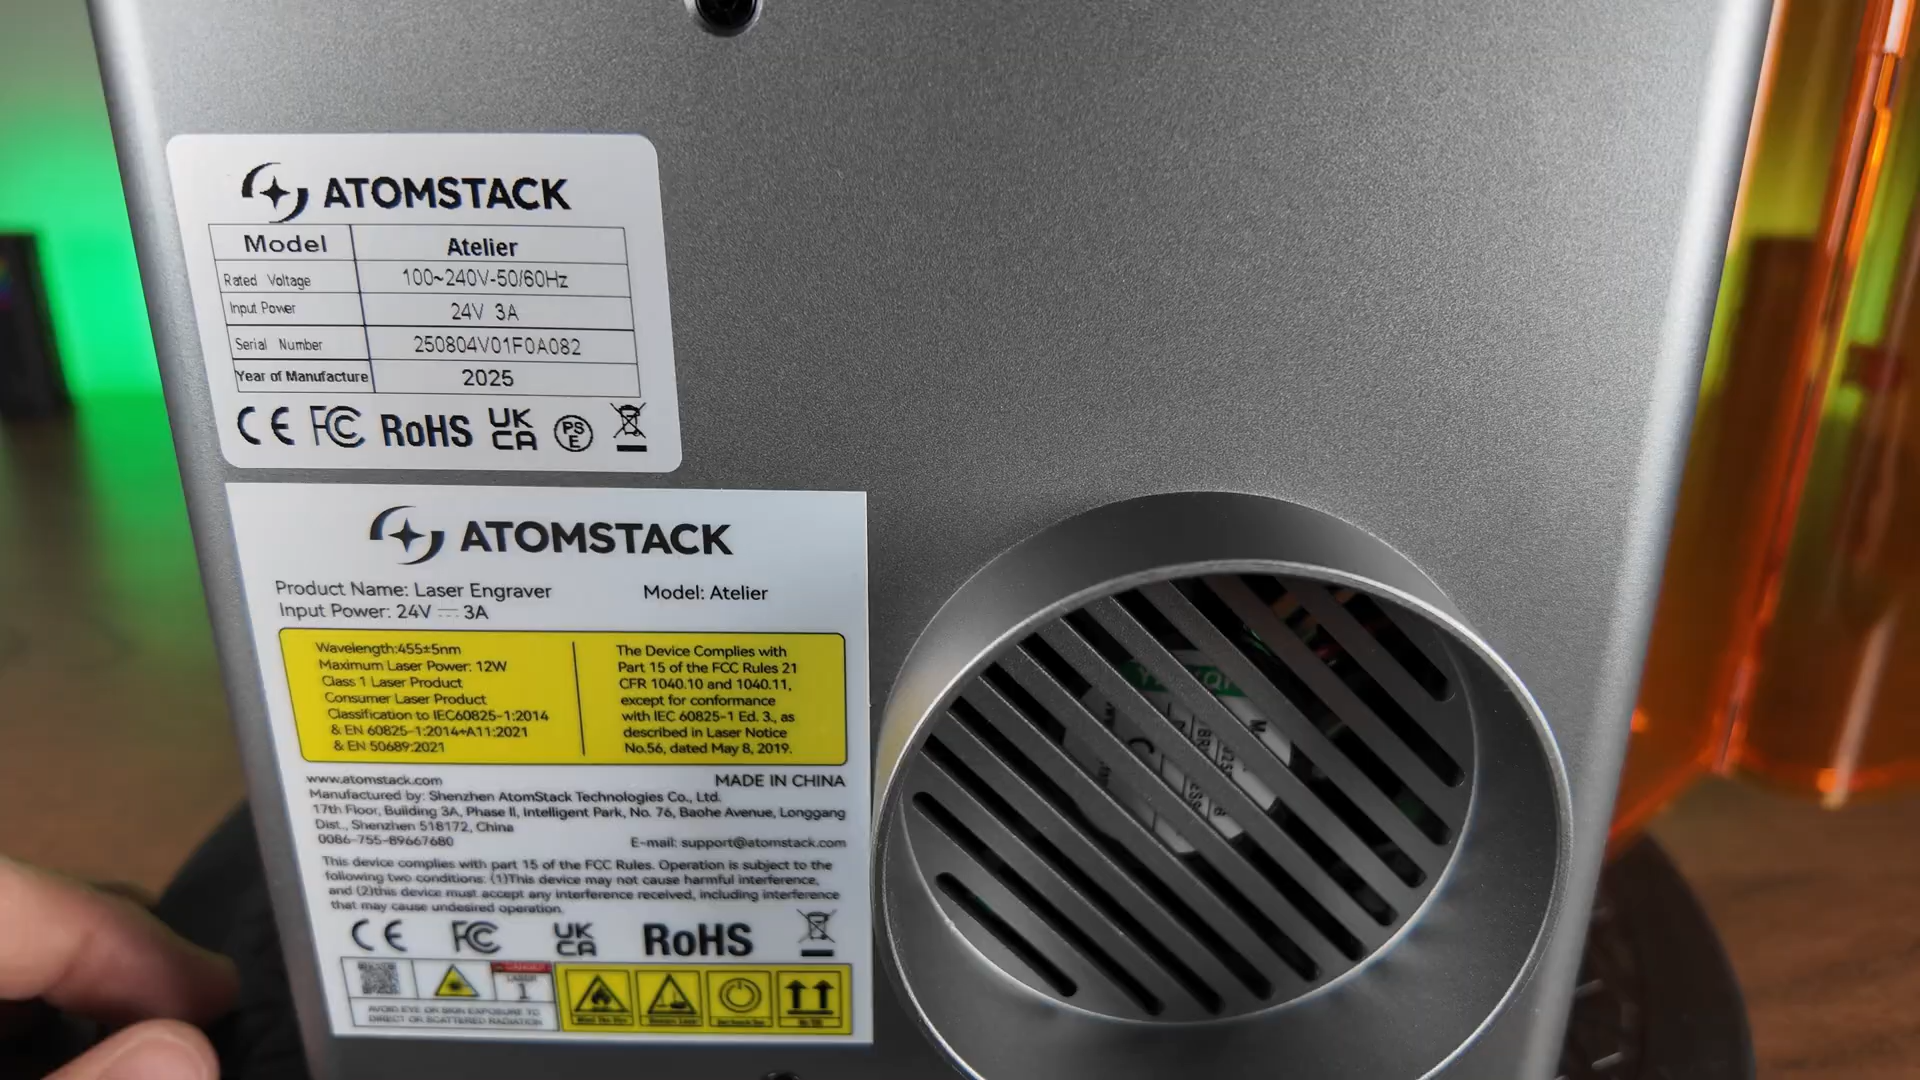 ATOMSTACK
Model Atelier
Rated Voltage 100~240V-50/60Hz
Input Power 24V 3A
Serial Number 250804V01F0A082
Year of Manufacture 2025
CE FC RoHS UK CA PS E
ATOMSTACK
Product Name: Laser Engraver Model: Atelier
Input Power: 24V 3A
Wavelength:455±5nm
Maximum Laser Power: 12W
Class 1 Laser Product
Consumer Laser Product
Classification to IEC60825-1:2014
& EN 60825-1:2014+A11:2021
& EN 50689:2021
The Device Complies with
Part 15 of the FCC Rules 21
CFR 1040.10 and 1040.11,
except for conformance
with IEC 60825-1 Ed. 3., as
described in Laser Notice
No.56, dated May 8, 2019.
www.atomstack.com MADE IN CHINA
Manufactured by: Shenzhen AtomStack Technologies Co., Ltd.
17th Floor, Building 3A, Phase II, Intelligent Park, No. 76, Baohe Avenue, Longgang
Dist., Shenzhen 518172, China
0086-755-89667680 E-mail: support@atomstack.com
This device complies with part 15 of the FCC Rules. Operation is subject to the
following two conditions: (1)This device may not cause harmful interference,
and (2)this device must accept any interference received, including interference
that may cause undesired operation.
CE FC UK CA RoHS
DANGER
LASER
1
AVOID EYE OR SKIN EXPOSURE TO
DIRECT OR SCATTERED RADIATION